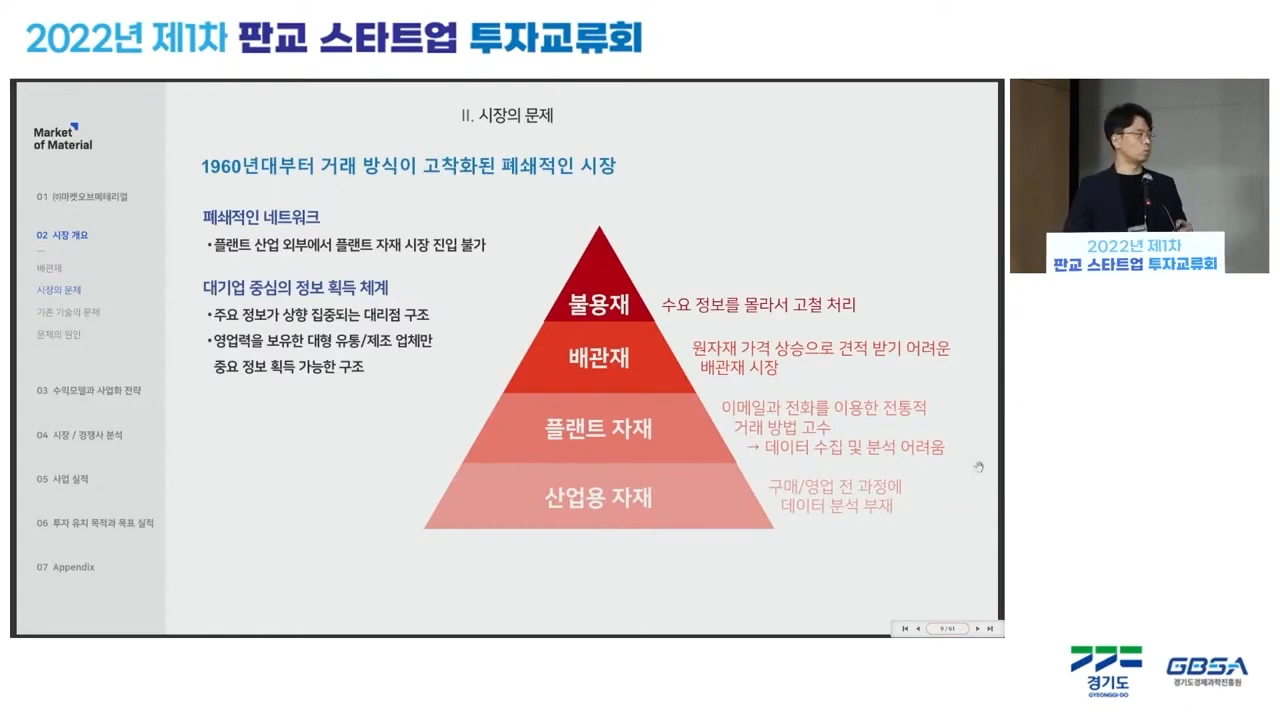 2022년 제1차 판교 스타트업 투자교류회
Market
of Material
01 ㈜마켓오브메테리얼
02 시장 개요
배관재
시장의 문제
기존 기술의 문제
문제의 원인
03 수익모델과 사업화 전략
04 시장 / 경쟁사 분석
05 사업 실적
06 투자 유치 목적과 목표 실적
07 Appendix
II. 시장의 문제
1960년대부터 거래 방식이 고착화된 폐쇄적인 시장
폐쇄적인 네트워크
•플랜트 산업 외부에서 플랜트 자재 시장 진입 불가
대기업 중심의 정보 획득 체계
•주요 정보가 상향 집중되는 대리점 구조
•영업력을 보유한 대형 유통/제조 업체만
중요 정보 획득 가능한 구조
불용재
수요 정보를 몰라서 고철 처리
배관재
원자재 가격 상승으로 견적 받기 어려운
배관재 시장
플랜트 자재
이메일과 전화를 이용한 전통적
거래 방법 고수
→ 데이터 수집 및 분석 어려움
산업용 자재
구매/영업 전 과정에
데이터 분석 부재
9 / 61
2022년 제1차
판교 스타트업 투자교류회
경기도
GYEONGGI-DO
GBSA
경기도경제과학진흥원